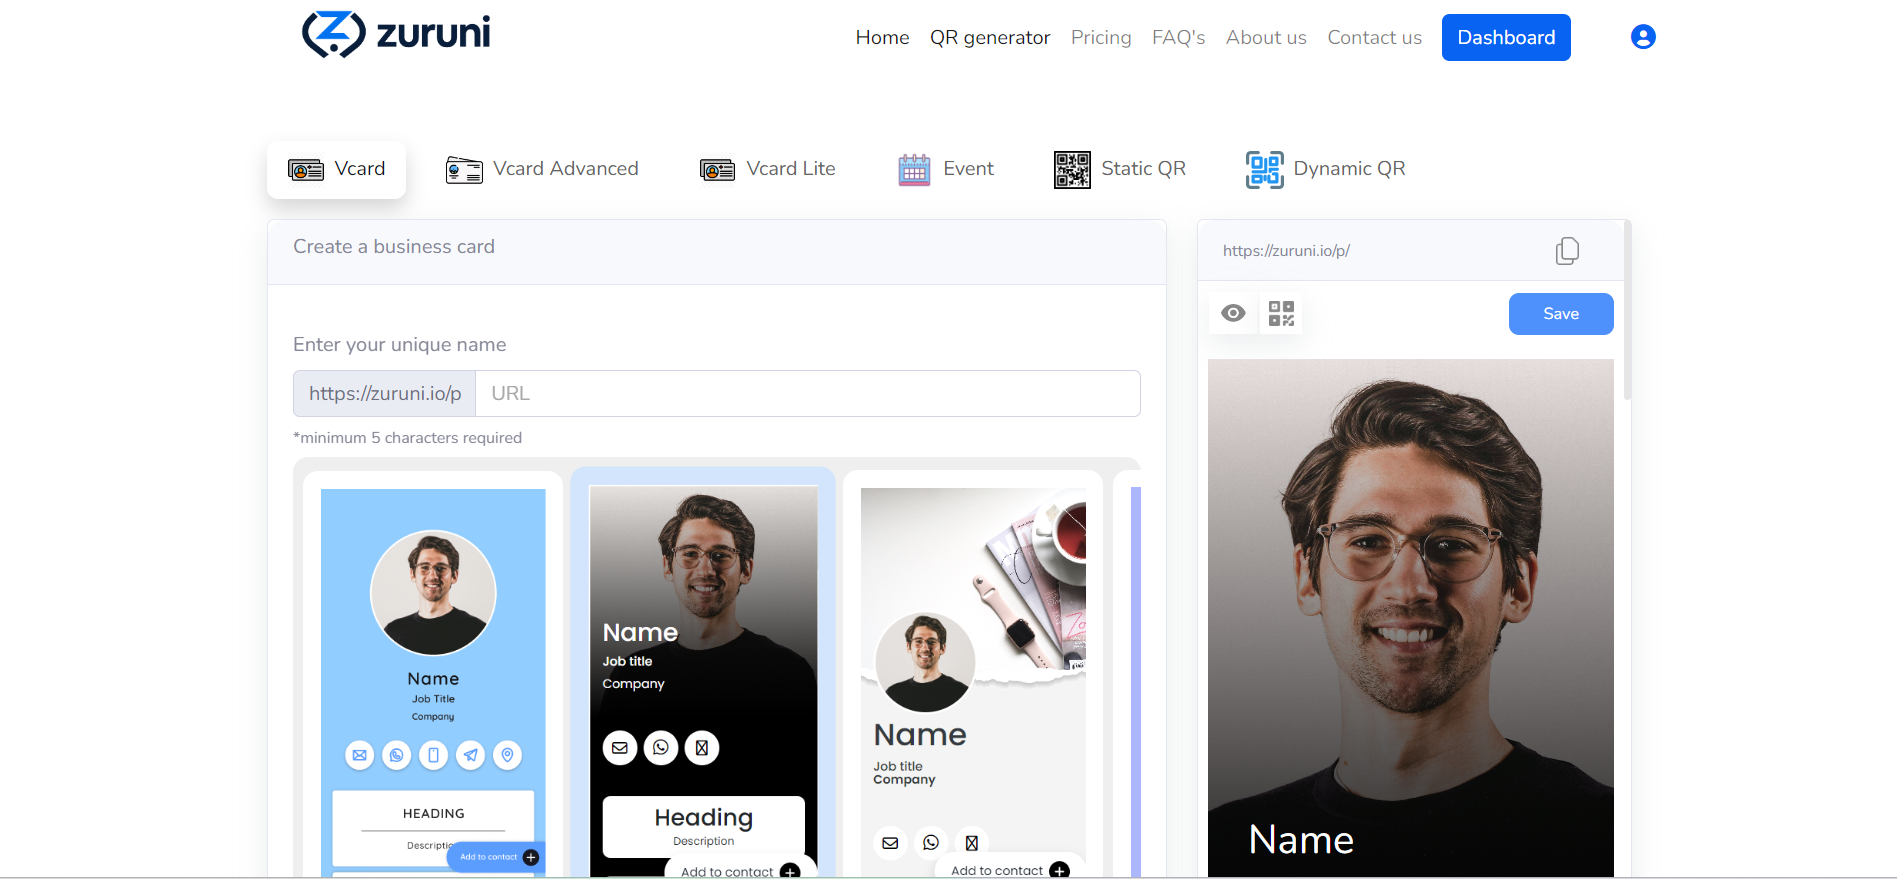 zuruni
Home QR generator Pricing FAQ's About us Contact us Dashboard
Vcard Vcard Advanced Vcard Lite Event Static QR Dynamic QR
Create a business card
Enter your unique name
https://zuruni.io/p URL
*minimum 5 characters required
Name
Job Title
Company
HEADING
Add to contact
Name
Job title
Company
Heading
Description
Add to contact
Name
Job title
Company
Add to contact
https://zuruni.io/p/
Save
Name